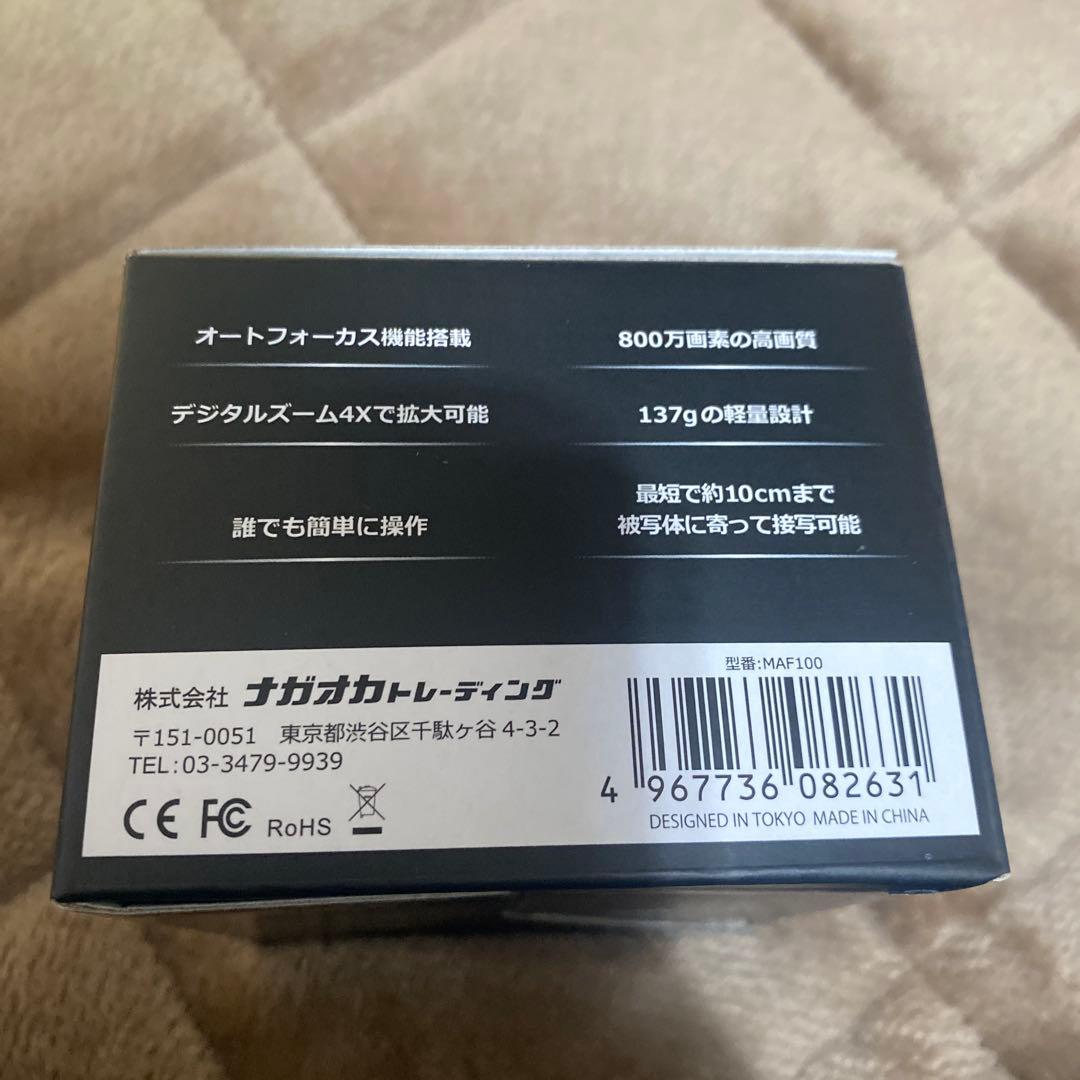 オートフォーカス機能搭載
800万画素の高画質
デジタルズーム4Xで拡大可能
137gの軽量設計
誰でも簡単に操作
最短で約10cmまで
被写体に寄って接写可能
株式会社 ナガオカトレーディング
〒151-0051 東京都渋谷区千駄ヶ谷 4-3-2
TEL:03-3479-9939
CE FC RoHS
型番:MAF100
4 967736 082631
DESIGNED IN TOKYO MADE IN CHINA